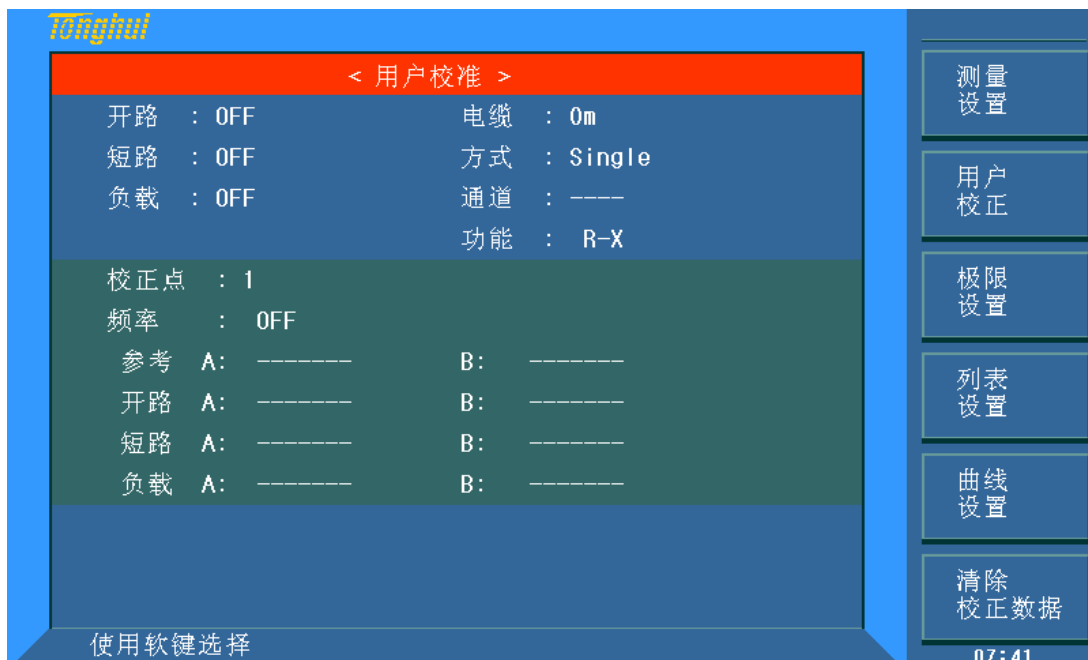 Tonghui
< 用户校准 >
开路 : OFF 电缆 : 0m
短路 : OFF 方式 : Single
负载 : OFF 通道 : ----
功能 : R-X
校正点 : 1
频率 : OFF
参考 A: ------- B: -------
开路 A: ------- B: -------
短路 A: ------- B: -------
负载 A: ------- B: -------
使用软键选择
测量
设置
用户
校正
极限
设置
列表
设置
曲线
设置
清除
校正数据
07:41